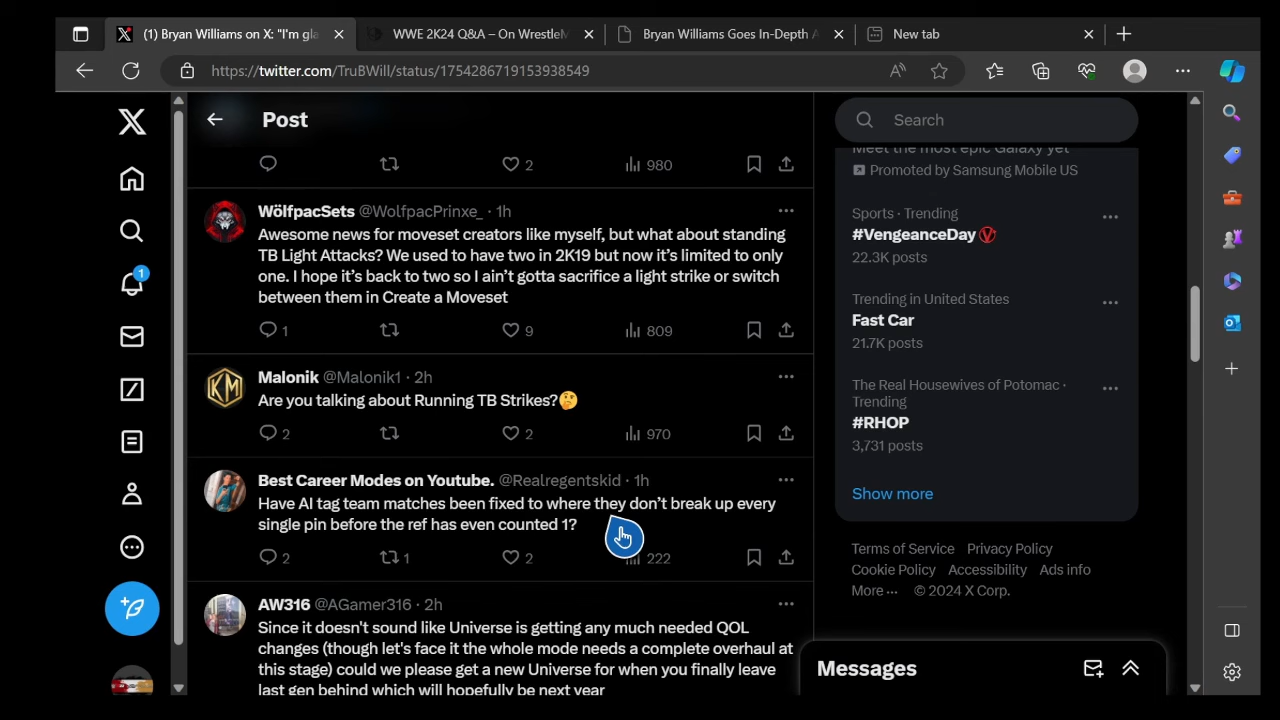 (1) Bryan Williams on X: "I'm gla
WWE 2K24 Q&A – On WrestleM
Bryan Williams Goes In-Depth A
New tab
https://twitter.com/TruBWill/status/1754286719153938549
Post
Search
2
980
WölfpacSets @WolfpacPrinxe_ · 1h
Awesome news for moveset creators like myself, but what about standing
TB Light Attacks? We used to have two in 2K19 but now it's limited to only
one. I hope it's back to two so I ain't gotta sacrifice a light strike or switch
between them in Create a Moveset
1
9
809
Malonik @Malonik1 · 2h
Are you talking about Running TB Strikes?🤔
2
2
970
Best Career Modes on Youtube. @Realregentskid · 1h
Have AI tag team matches been fixed to where they don't break up every
single pin before the ref has even counted 1?
2
1
2
222
AW316 @AGamer316 · 2h
Since it doesn't sound like Universe is getting any much needed QOL
changes (though let's face it the whole mode needs a complete overhaul at
this stage) could we please get a new Universe for when you finally leave
last gen behind which will hopefully be next year
1
Meet the most epic Galaxy yet
Promoted by Samsung Mobile US
Sports · Trending
#VengeanceDay
22.3K posts
Trending in United States
Fast Car
21.7K posts
The Real Housewives of Potomac ·
Trending
#RHOP
3,731 posts
Show more
Terms of Service Privacy Policy
Cookie Policy Accessibility Ads info
More ··· © 2024 X Corp.
Messages